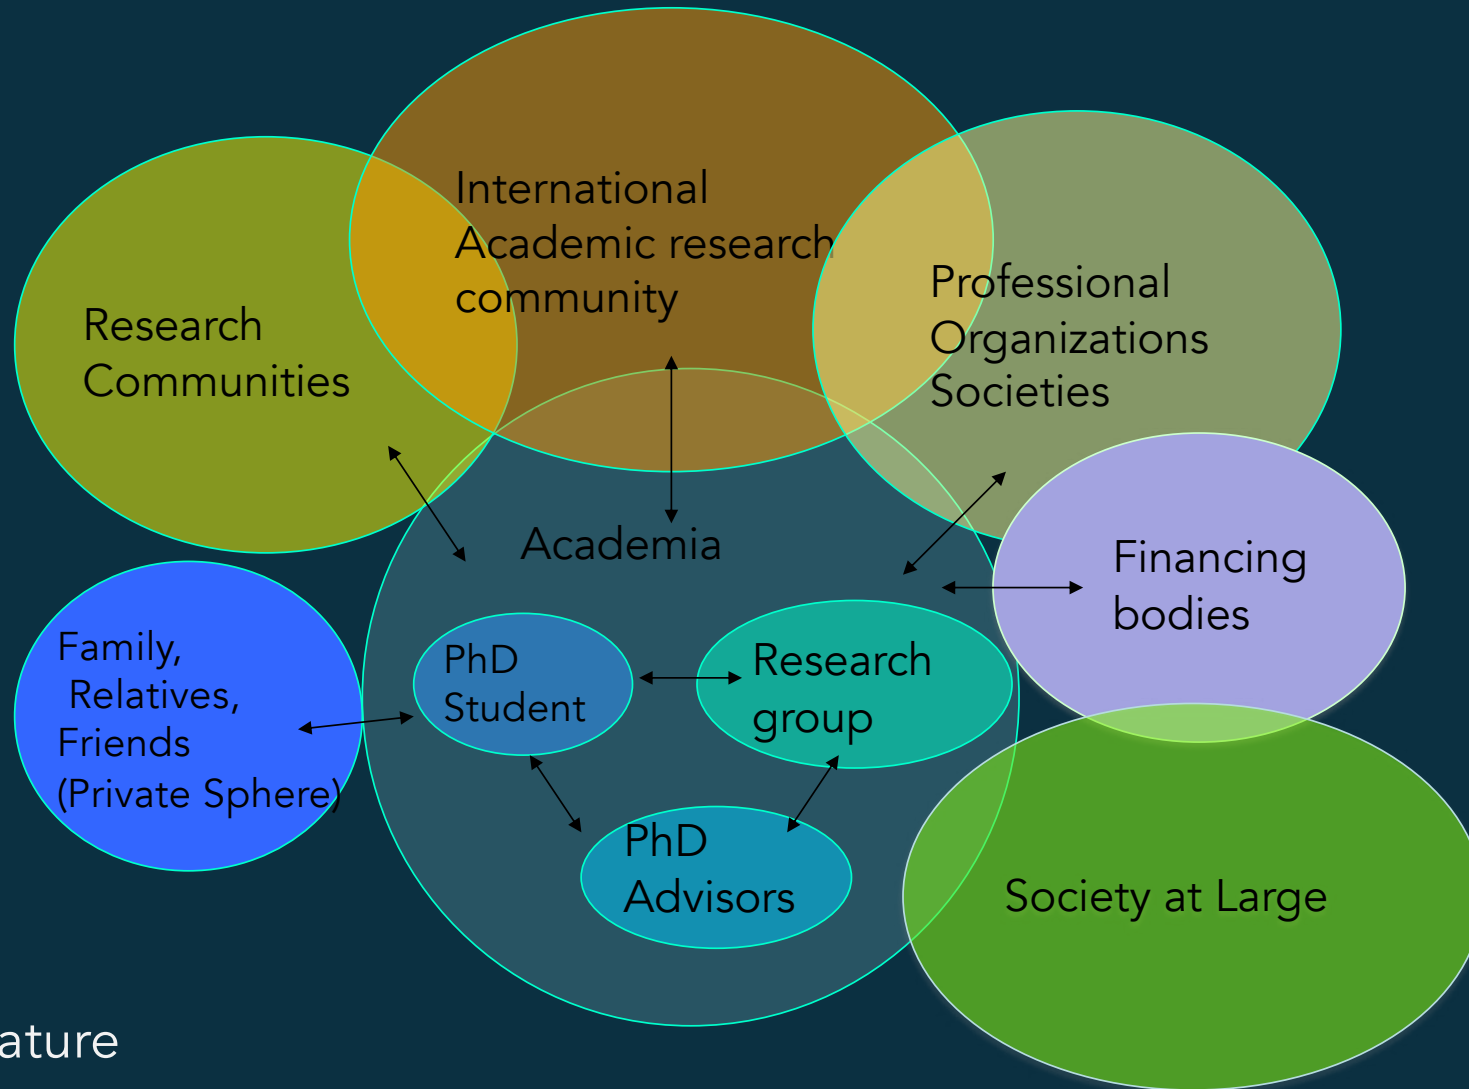 International
Academic research
community
Research
Communities
Professional
Organizations
Societies
Academia
Financing
bodies
Family,
Relatives,
Friends
(Private Sphere)
PhD
Student
Research
group
PhD
Advisors
Society at Large
ature